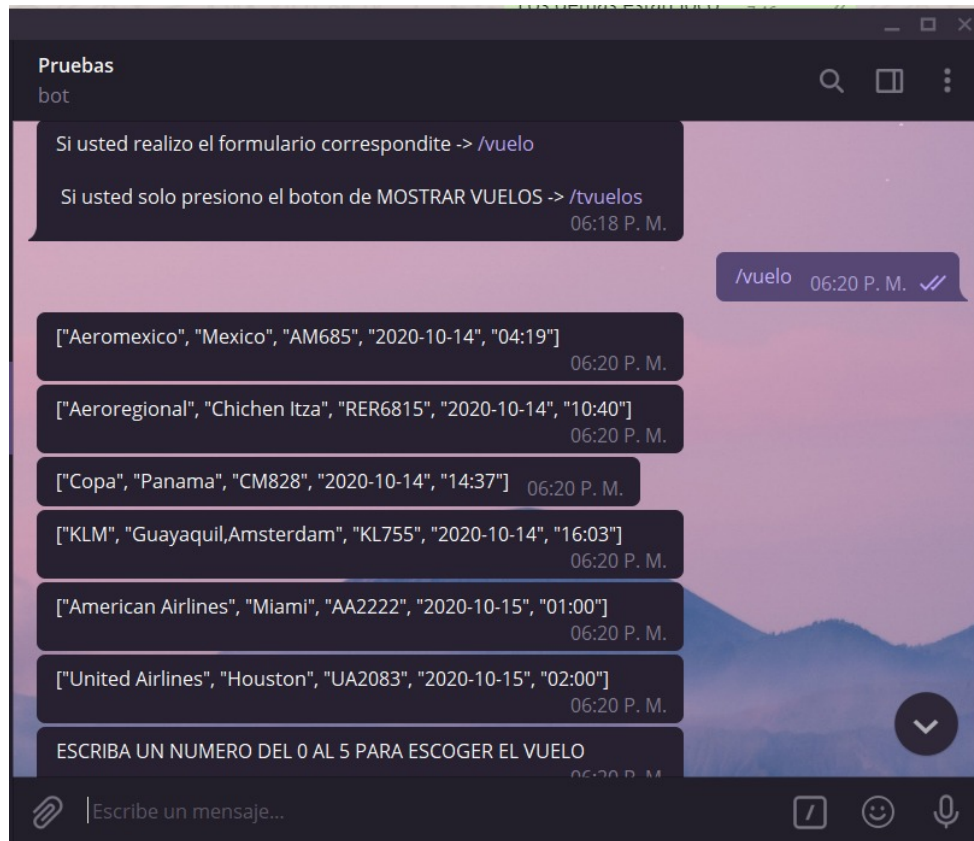 Pruebas
bot
Si usted realizo el formulario correspondite -> /vuelo
Si usted solo presiono el boton de MOSTRAR VUELOS -> /tvuelos
06:18 P. M.
/vuelo 06:20 P. M.
["Aeromexico", "Mexico", "AM685", "2020-10-14", "04:19"]
06:20 P. M.
["Aeroregional", "Chichen Itza", "RER6815", "2020-10-14", "10:40"]
06:20 P. M.
["Copa", "Panama", "CM828", "2020-10-14", "14:37"] 06:20 P. M.
["KLM", "Guayaquil,Amsterdam", "KL755", "2020-10-14", "16:03"]
06:20 P. M.
["American Airlines", "Miami", "AA2222", "2020-10-15", "01:00"]
06:20 P. M.
["United Airlines", "Houston", "UA2083", "2020-10-15", "02:00"]
06:20 P. M.
ESCRIBA UN NUMERO DEL 0 AL 5 PARA ESCOGER EL VUELO
06:20 P. M.
Escribe un mensaje...